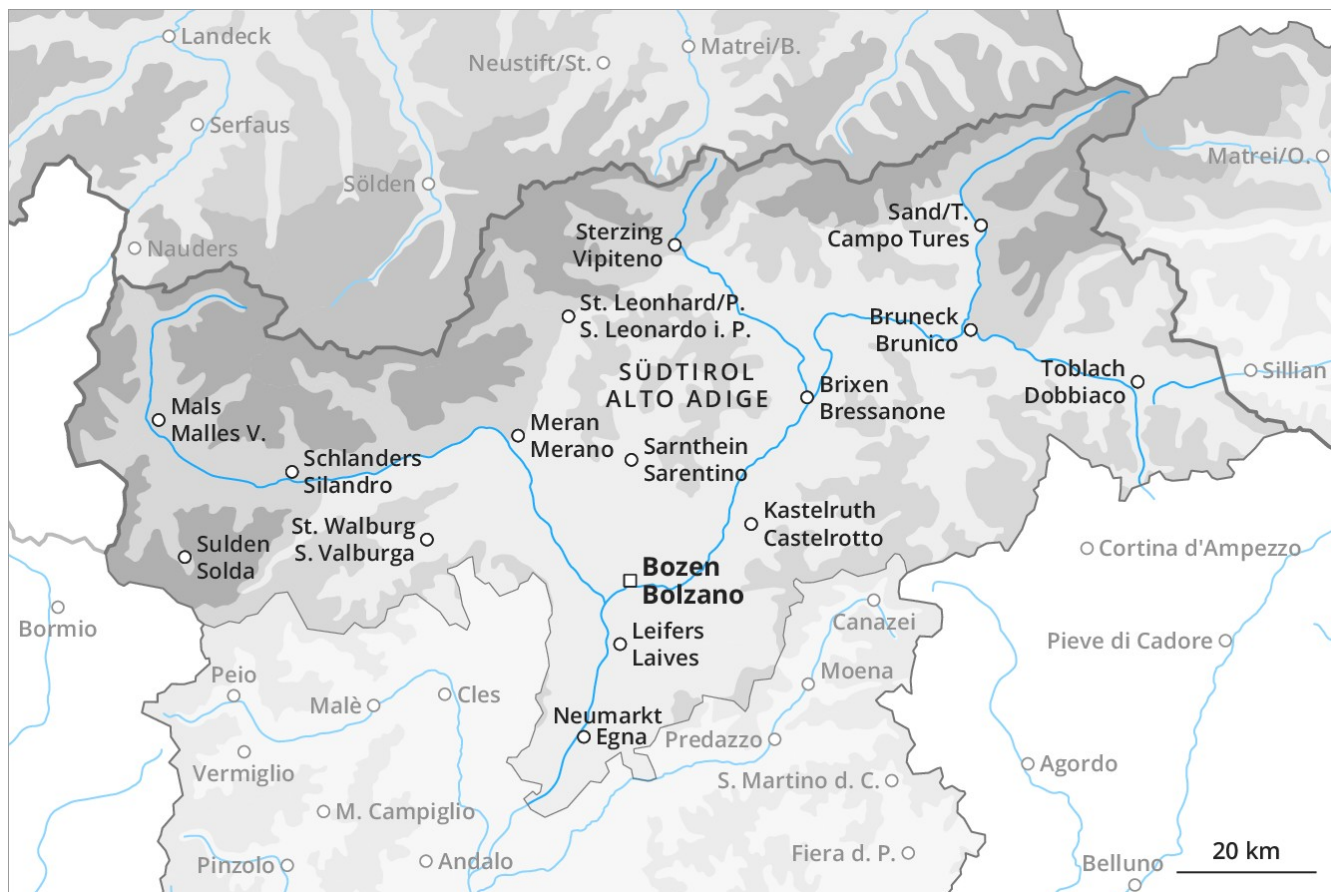 Landeck
Matrei/B.
Neustift/St.
Serfaus
Matrei/O.
Sölden
Nauders
Sand/T.
Campo Tures
Sterzing
Vipiteno
St. Leonhard/P.
S. Leonardo i. P.
Bruneck
Brunico
SÜDTIROL
ALTO ADIGE
Toblach
Dobbiaco
Sillian
Brixen
Bressanone
Mals
Malles V.
Meran
Merano
Sarnthein
Sarentino
Schlanders
Silandro
St. Walburg
S. Valburga
Kastelruth
Castelrotto
Sulden
Solda
Cortina d'Ampezzo
Bozen
Bolzano
Bormio
Canazei
Leifers
Laives
Pieve di Cadore
Peio
Moena
Malè
Cles
Neumarkt
Egna
Predazzo
Vermiglio
Agordo
S. Martino d. C.
M. Campiglio
Pinzolo
Andalo
Fiera d. P.
Belluno
20 km